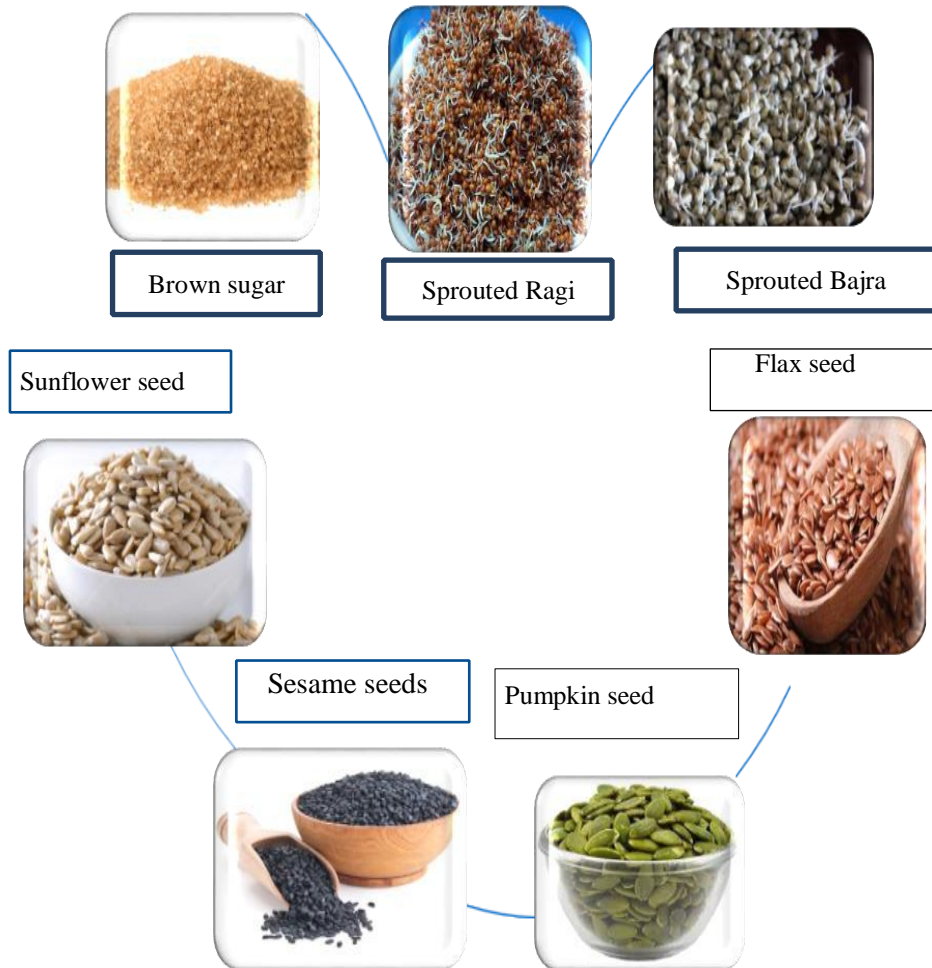 Brown sugar
Sprouted Ragi
Sprouted Bajra
Sunflower seed
Flax seed
Sesame seeds
Pumpkin seed